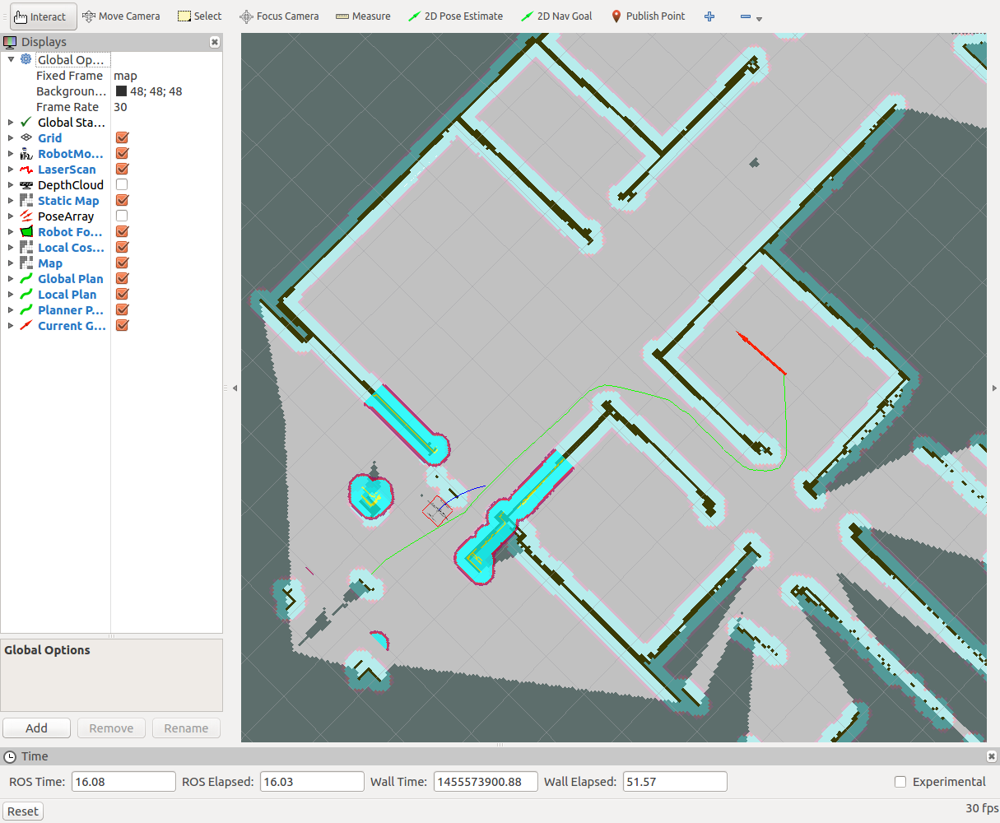 Interact Move Camera Select Focus Camera Measure 2D Pose Estimate 2D Nav Goal Publish Point
Displays
Global Op...
Fixed Frame map
Backgroun... 48; 48; 48
Frame Rate 30
Global Sta...
Grid
RobotMo...
LaserScan
DepthCloud
Static Map
PoseArray
Robot Fo...
Local Cos...
Map
Global Plan
Local Plan
Planner P...
Current G...
Global Options
Add Remove Rename
Time
ROS Time: 16.08 ROS Elapsed: 16.03 Wall Time: 1455573900.88 Wall Elapsed: 51.57 Experimental
Reset 30 fps